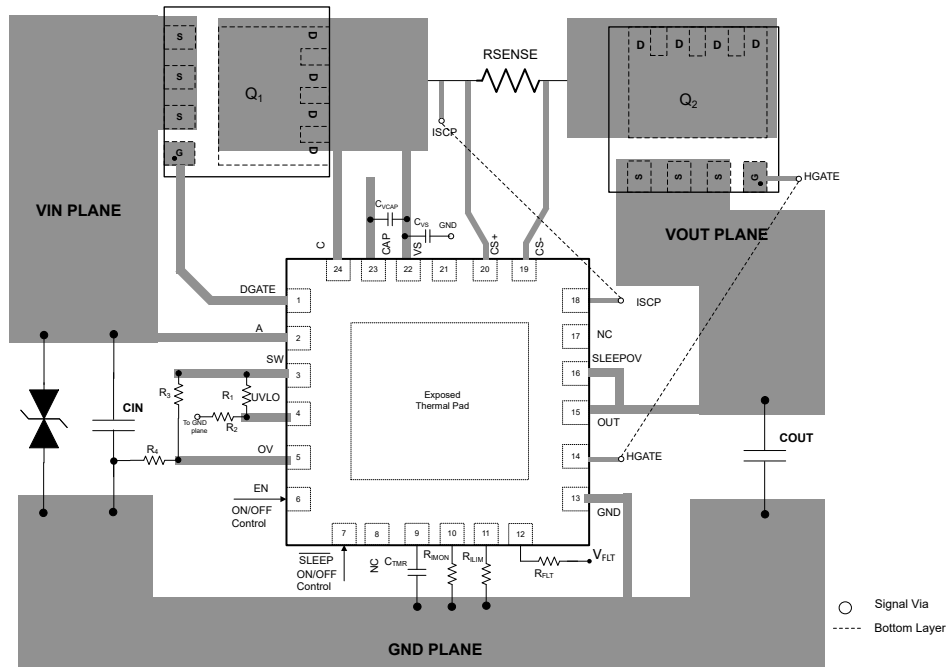 S
S
S
G
Q1
D
D
D
D
RSENSE
D D D D
Q2
S S S G
ISCP
HGATE
VIN PLANE
VOUT PLANE
C
CVCAP
CAP
VS
CVS
GND
CS+
CS-
24
23
22
21
20
19
DGATE
1
18
ISCP
A
2
17
NC
SW
3
SLEEPOV
16
R3
R1
UVLO
4
To GND
plane
R2
15
OUT
Exposed
Thermal Pad
CIN
R4
OV
5
14
HGATE
COUT
EN
ON/OFF
Control
6
13
GND
7
8
9
10
11
12
SLEEP
ON/OFF
Control
NC
CTMR
RIMON
RILIM
RFLT
VFLT
GND PLANE
Signal Via
Bottom Layer